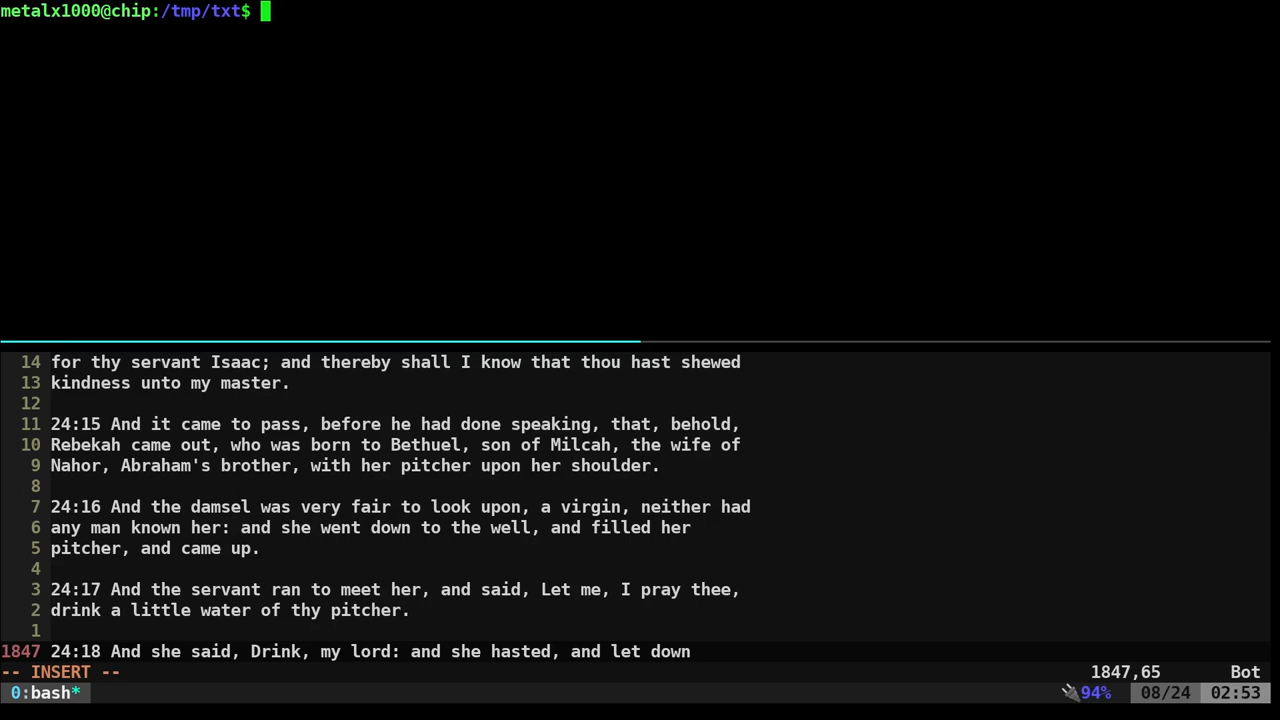 metalx1000@chip:/tmp/txt$
14 for thy servant Isaac; and thereby shall I know that thou hast shewed
13 kindness unto my master.
12
11 24:15 And it came to pass, before he had done speaking, that, behold,
10 Rebekah came out, who was born to Bethuel, son of Milcah, the wife of
9 Nahor, Abraham's brother, with her pitcher upon her shoulder.
8
7 24:16 And the damsel was very fair to look upon, a virgin, neither had
6 any man known her: and she went down to the well, and filled her
5 pitcher, and came up.
4
3 24:17 And the servant ran to meet her, and said, Let me, I pray thee,
2 drink a little water of thy pitcher.
1
1847 24:18 And she said, Drink, my lord: and she hasted, and let down
-- INSERT -- 1847,65 Bot
0:bash* 94% 08/24 02:53